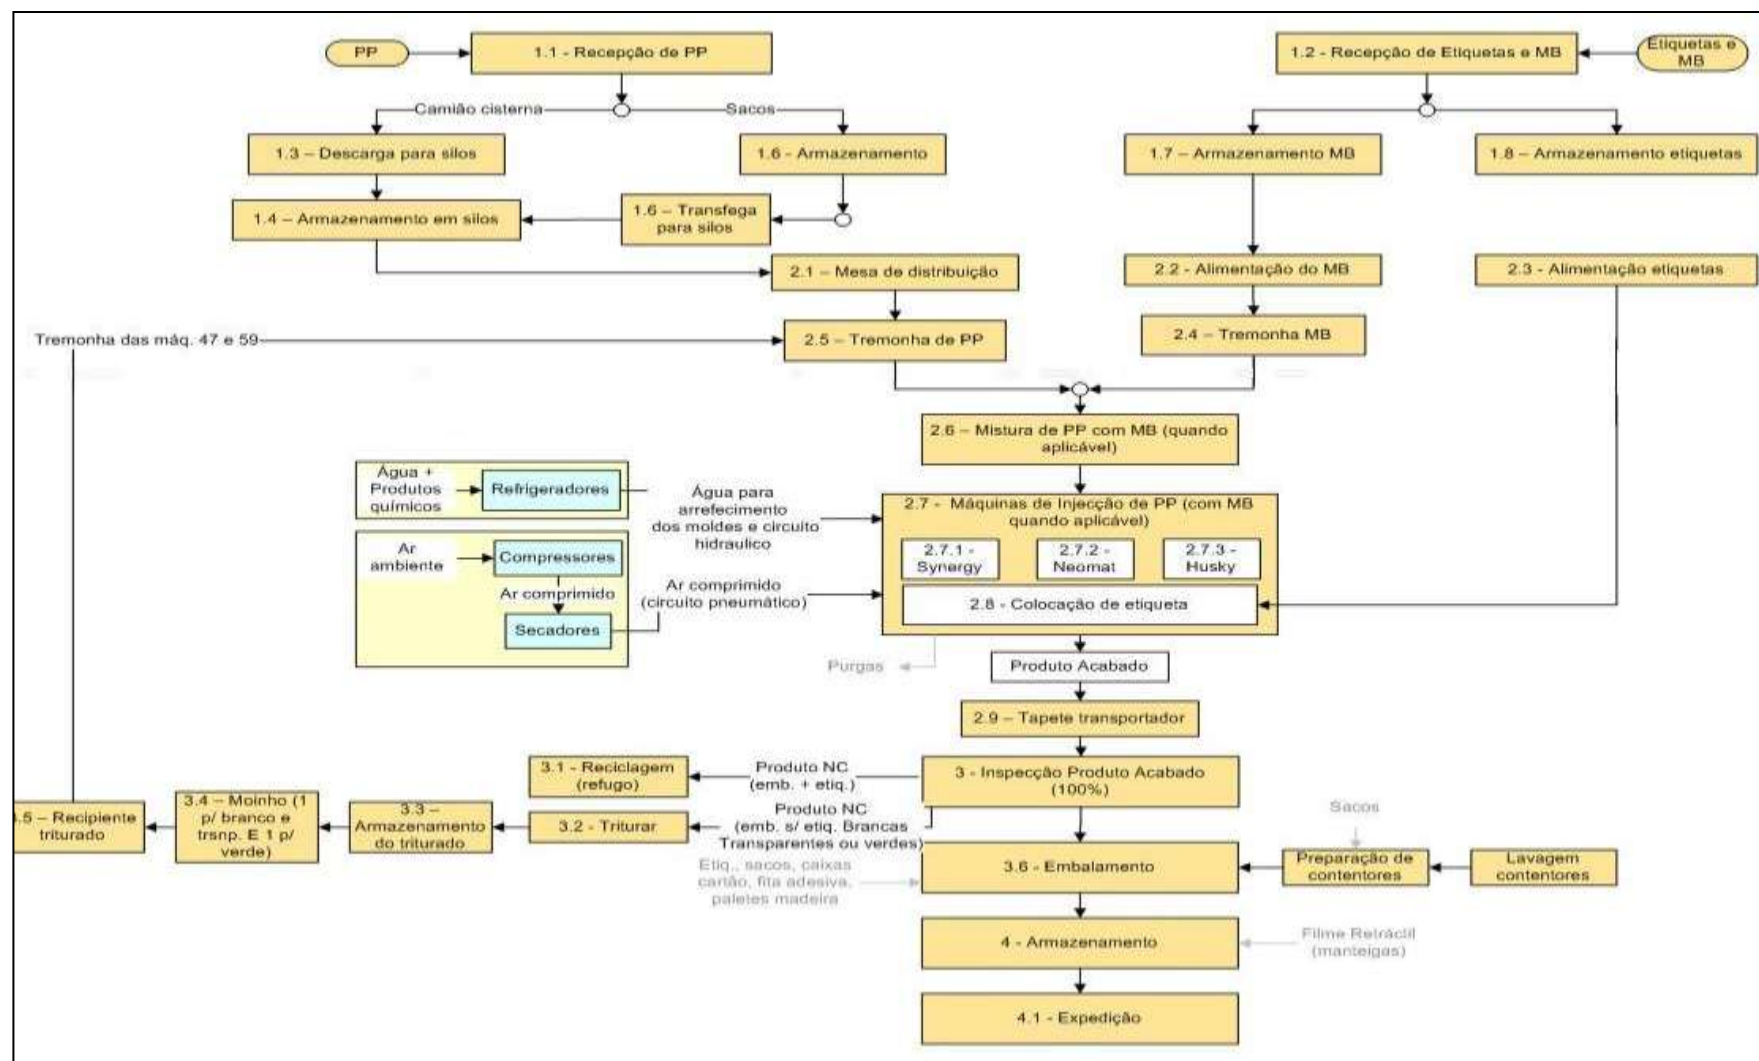 PP
1.1 - Recepção de PP
1.2 - Recepção de Etiquetas e MB
Etiquetas e
MB
Camião cisterna
Sacos
1.3 – Descarga para silos
1.6 - Armazenamento
1.7 – Armazenamento MB
1.8 – Armazenamento etiquetas
1.4 – Armazenamento em silos
1.6 – Transfega
para silos
2.1 – Mesa de distribuição
2.2 - Alimentação do MB
2.3 - Alimentação etiquetas
Tremonha das máq. 47 e 59
2.5 – Tremonha de PP
2.4 – Tremonha MB
2.6 – Mistura de PP com MB (quando
aplicável)
Água +
Produtos
químicos
Refrigeradores
Água para
arrefecimento
dos moldes e circuito
hidraulico
2.7 - Máquinas de Injecção de PP (com MB
quando aplicável)
2.7.1 -
Synergy
2.7.2 -
Neomat
2.7.3 -
Husky
Ar
ambiente
Compressores
Ar comprimido
Secadores
Ar comprimido
(circuito pneumático)
2.8 - Colocação de etiqueta
Purgas
Produto Acabado
2.9 – Tapete transportador
3.1 - Reciclagem
(refugo)
Produto NC
(emb. + etiq.)
3 - Inspecção Produto Acabado
(100%)
.5 – Recipiente
triturado
3.4 – Moinho (1
p/ branco e
trsnp. E 1 p/
verde)
3.3 –
Armazenamento
do triturado
3.2 - Triturar
Produto NC
(emb. s/ etiq. Brancas
Transparentes ou verdes)
Sacos
Etiq., sacos, caixas
cartão, fita adesiva,
paletes madeira
3.6 - Embalamento
Preparação de
contentores
Lavagem
contentores
4 - Armazenamento
Filme Retráctil
(manteigas)
4.1 - Expedição